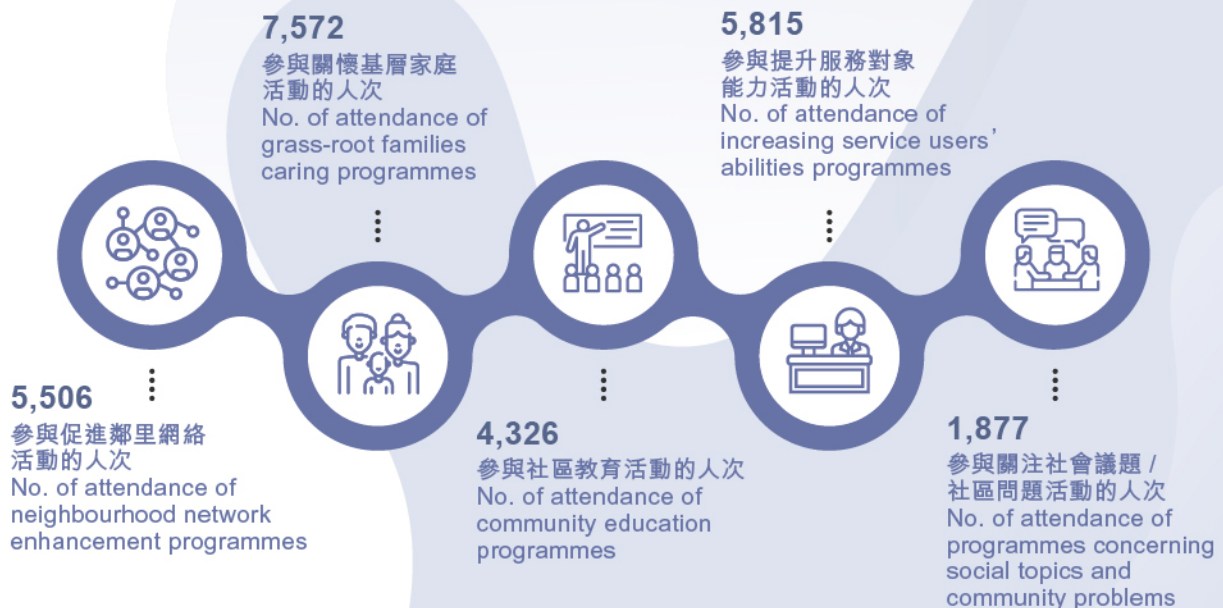 7,572
參與關懷基層家庭
活動的人次
No. of attendance of
grass-root families
caring programmes
5,815
參與提升服務對象
能力活動的人次
No. of attendance of
increasing service users'
abilities programmes
5,506
參與促進鄰里網絡
活動的人次
No. of attendance of
neighbourhood network
enhancement programmes
4,326
參與社區教育活動的人次
No. of attendance of
community education
programmes
1,877
參與關注社會議題 /
社區問題活動的人次
No. of attendance of
programmes concerning
social topics and
community problems